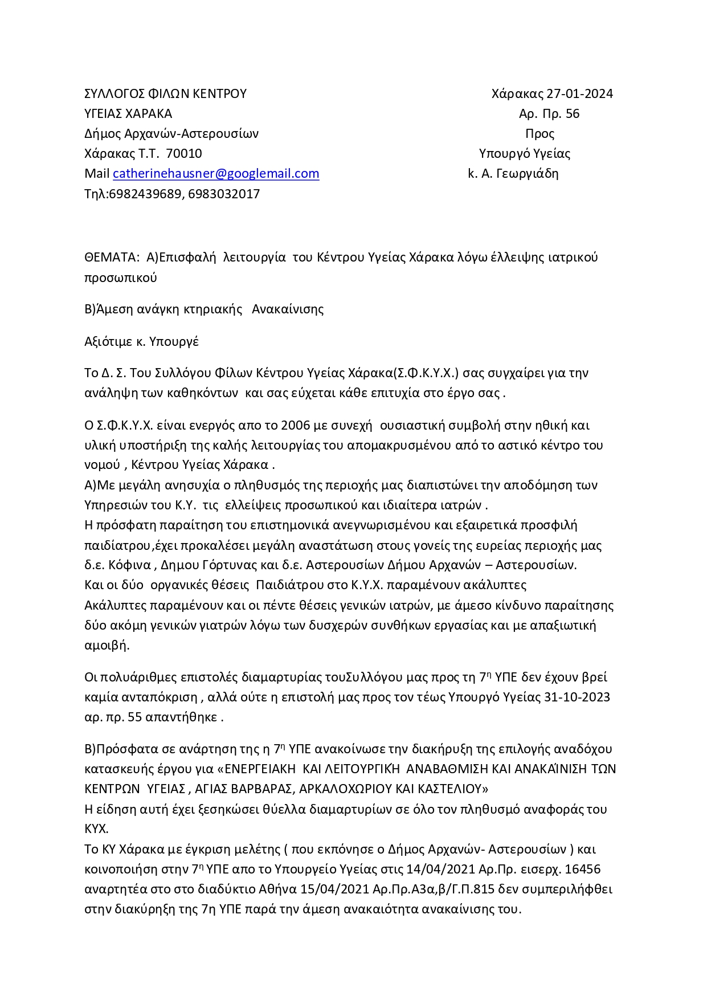 ΣΥΛΛΟΓΟΣ ΦΙΛΩΝ ΚΕΝΤΡΟΥ Χάρακας 27-01-2024
ΥΓΕΙΑΣ ΧΑΡΑΚΑ Αρ. Πρ. 56
Δήμος Αρχανών-Αστερουσίων Προς
Χάρακας Τ.Τ. 70010 Υπουργό Υγείας
Mail catherinehausner@googlemail.com k. Α. Γεωργιάδη
Τηλ:6982439689, 6983032017
ΘΕΜΑΤΑ: Α)Επισφαλή λειτουργία του Κέντρου Υγείας Χάρακα λόγω έλλειψης ιατρικού
προσωπικού
Β)Άμεση ανάγκη κτηριακής Ανακαίνισης
Αξιότιμε κ. Υπουργέ
Το Δ. Σ. Του Συλλόγου Φίλων Κέντρου Υγείας Χάρακα(Σ.Φ.Κ.Υ.Χ.) σας συγχαίρει για την
ανάληψη των καθηκόντων και σας εύχεται κάθε επιτυχία στο έργο σας .
Ο Σ.Φ.Κ.Υ.Χ. είναι ενεργός απο το 2006 με συνεχή ουσιαστική συμβολή στην ηθική και
υλική υποστήριξη της καλής λειτουργίας του απομακρυσμένου από το αστικό κέντρο του
νομού , Κέντρου Υγείας Χάρακα .
Α)Με μεγάλη ανησυχία ο πληθυσμός της περιοχής μας διαπιστώνει την αποδόμηση των
Υπηρεσιών του Κ.Υ. τις ελλείψεις προσωπικού και ιδιαίτερα ιατρών .
Η πρόσφατη παραίτηση του επιστημονικά ανεγνωρισμένου και εξαιρετικά προσφιλή
παιδίατρου,έχει προκαλέσει μεγάλη αναστάτωση στους γονείς της ευρείας περιοχής μας
δ.ε. Κόφινα , Δημου Γόρτυνας και δ.ε. Αστερουσίων Δήμου Αρχανών – Αστερουσίων.
Και οι δύο οργανικές θέσεις Παιδιάτρου στο Κ.Υ.Χ. παραμένουν ακάλυπτες
Ακάλυπτες παραμένουν και οι πέντε θέσεις γενικών ιατρών, με άμεσο κίνδυνο παραίτησης
δύο ακόμη γενικών γιατρών λόγω των δυσχερών συνθήκων εργασίας και με απαξιωτική
αμοιβή.
Οι πολυάριθμες επιστολές διαμαρτυρίας τουΣυλλόγου μας προς τη 7η ΥΠΕ δεν έχουν βρεί
καμία ανταπόκριση , αλλά ούτε η επιστολή μας προς τον τέως Υπουργό Υγείας 31-10-2023
αρ. πρ. 55 απαντήθηκε .
Β)Πρόσφατα σε ανάρτηση της η 7η ΥΠΕ ανακοίνωσε την διακήρυξη της επιλογής αναδόχου
κατασκευής έργου για «ΕΝΕΡΓΕΙΑΚΗ ΚΑΙ ΛΕΙΤΟΥΡΓΙΚΉ ΑΝΑΒΑΘΜΙΣΗ ΚΑΙ ΑΝΑΚΑΊΝΙΣΗ ΤΩΝ
ΚΕΝΤΡΩΝ ΥΓΕΙΑΣ , ΑΓΙΑΣ ΒΑΡΒΑΡΑΣ, ΑΡΚΑΛΟΧΩΡΙΟΥ ΚΑΙ ΚΑΣΤΕΛΙΟΥ»
Η είδηση αυτή έχει ξεσηκώσει θύελλα διαμαρτυρίων σε όλο τον πληθυσμό αναφοράς του
ΚΥΧ.
Το ΚΥ Χάρακα με έγκριση μελέτης ( που εκπόνησε ο Δήμος Αρχανών- Αστερουσίων ) και
κοινοποιήση στην 7η ΥΠΕ απο το Υπουργείο Υγείας στις 14/04/2021 Αρ.Πρ. εισερχ. 16456
αναρτητέα στο στο διαδύκτιο Αθήνα 15/04/2021 Αρ.Πρ.Α3α,β/Γ.Π.815 δεν συμπεριλήφθει
στην διακύρηξη της 7η ΥΠΕ παρά την άμεση ανακαιότητα ανακαίνισης του.